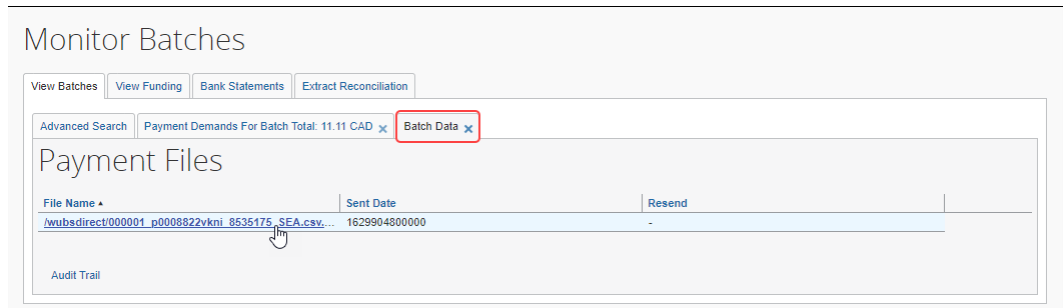 Monitor Batches
View Batches View Funding Bank Statements Extract Reconciliation
Advanced Search Payment Demands For Batch Total: 11.11 CAD x Batch Data x
Payment Files
File Name Sent Date Resend
/wubsdirect/000001_p0008822vkni_8535175_SEA.csv.... 1629904800000 -
Audit Trail